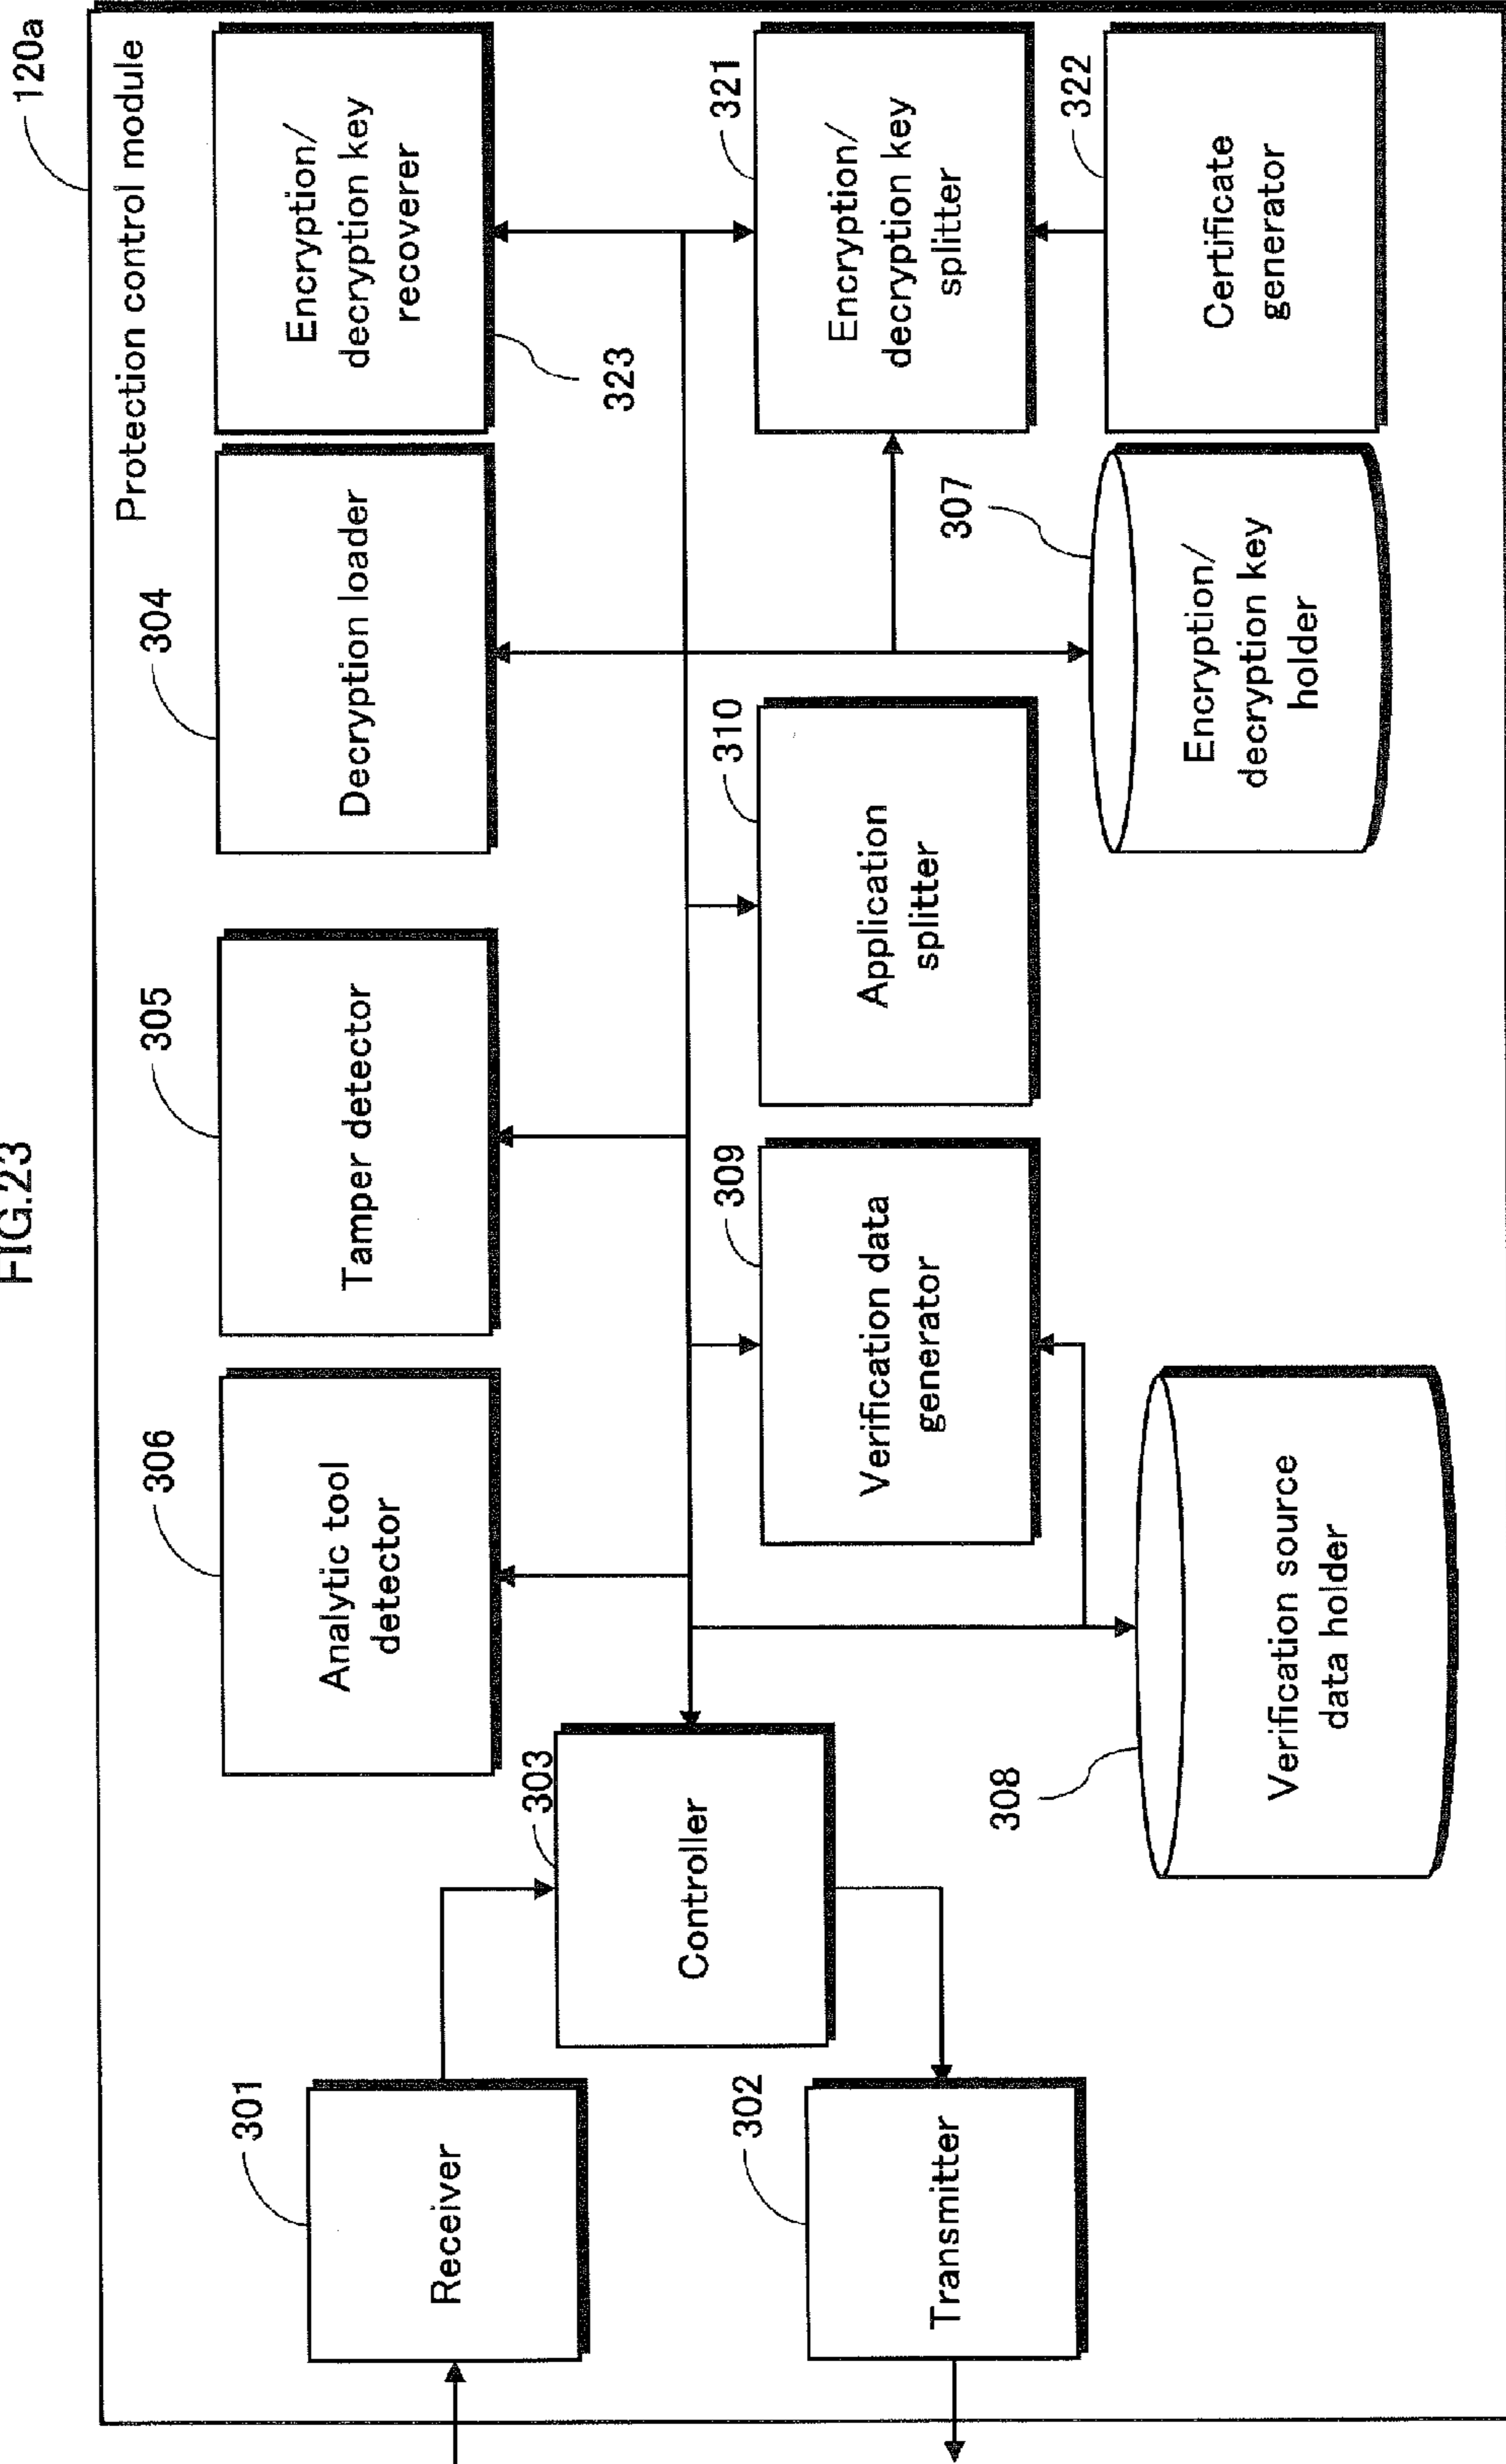 FIG.23
120a
Protection control module
301
Receiver
302
Transmitter
303
Controller
306
Analytic tool
detector
305
Tamper detector
304
Decryption loader
Encryption/
decryption key
recoverer
323
309
Verification data
generator
310
Application
splitter
321
Encryption/
decryption key
splitter
308
Verification source
data holder
307
Encryption/
decryption key
holder
322
Certificate
generator